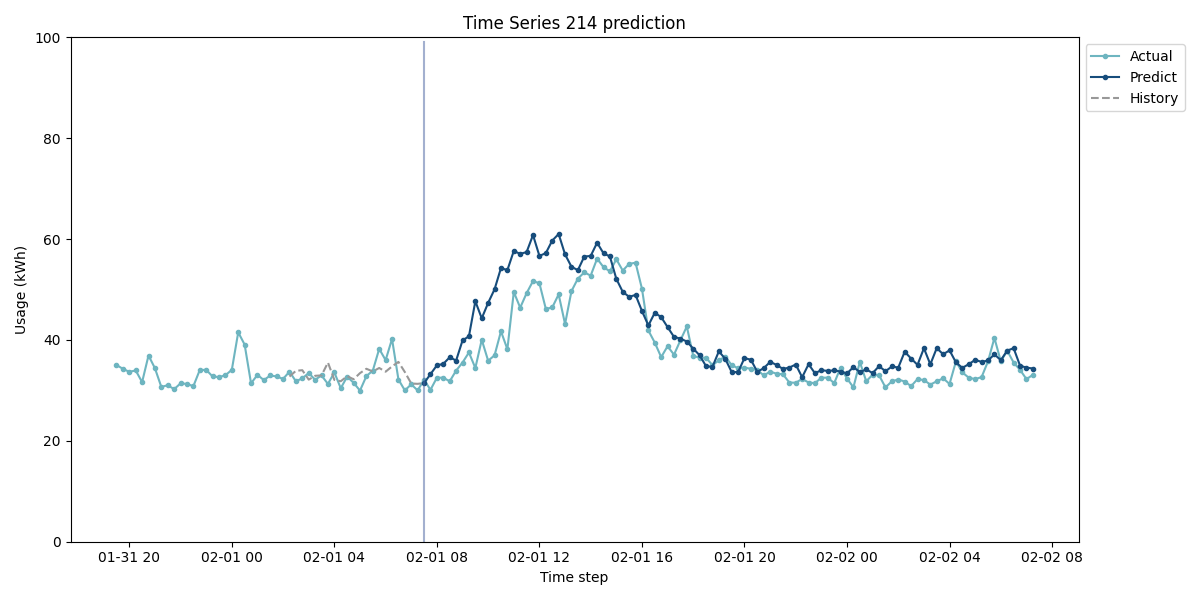 Time Series 214 prediction
100
80
60
40
20
0
Usage (kWh)
01-31 20
02-01 00
02-01 04
02-01 08
02-01 12
02-01 16
02-01 20
02-02 00
02-02 04
02-02 08
Time step
Actual
Predict
History